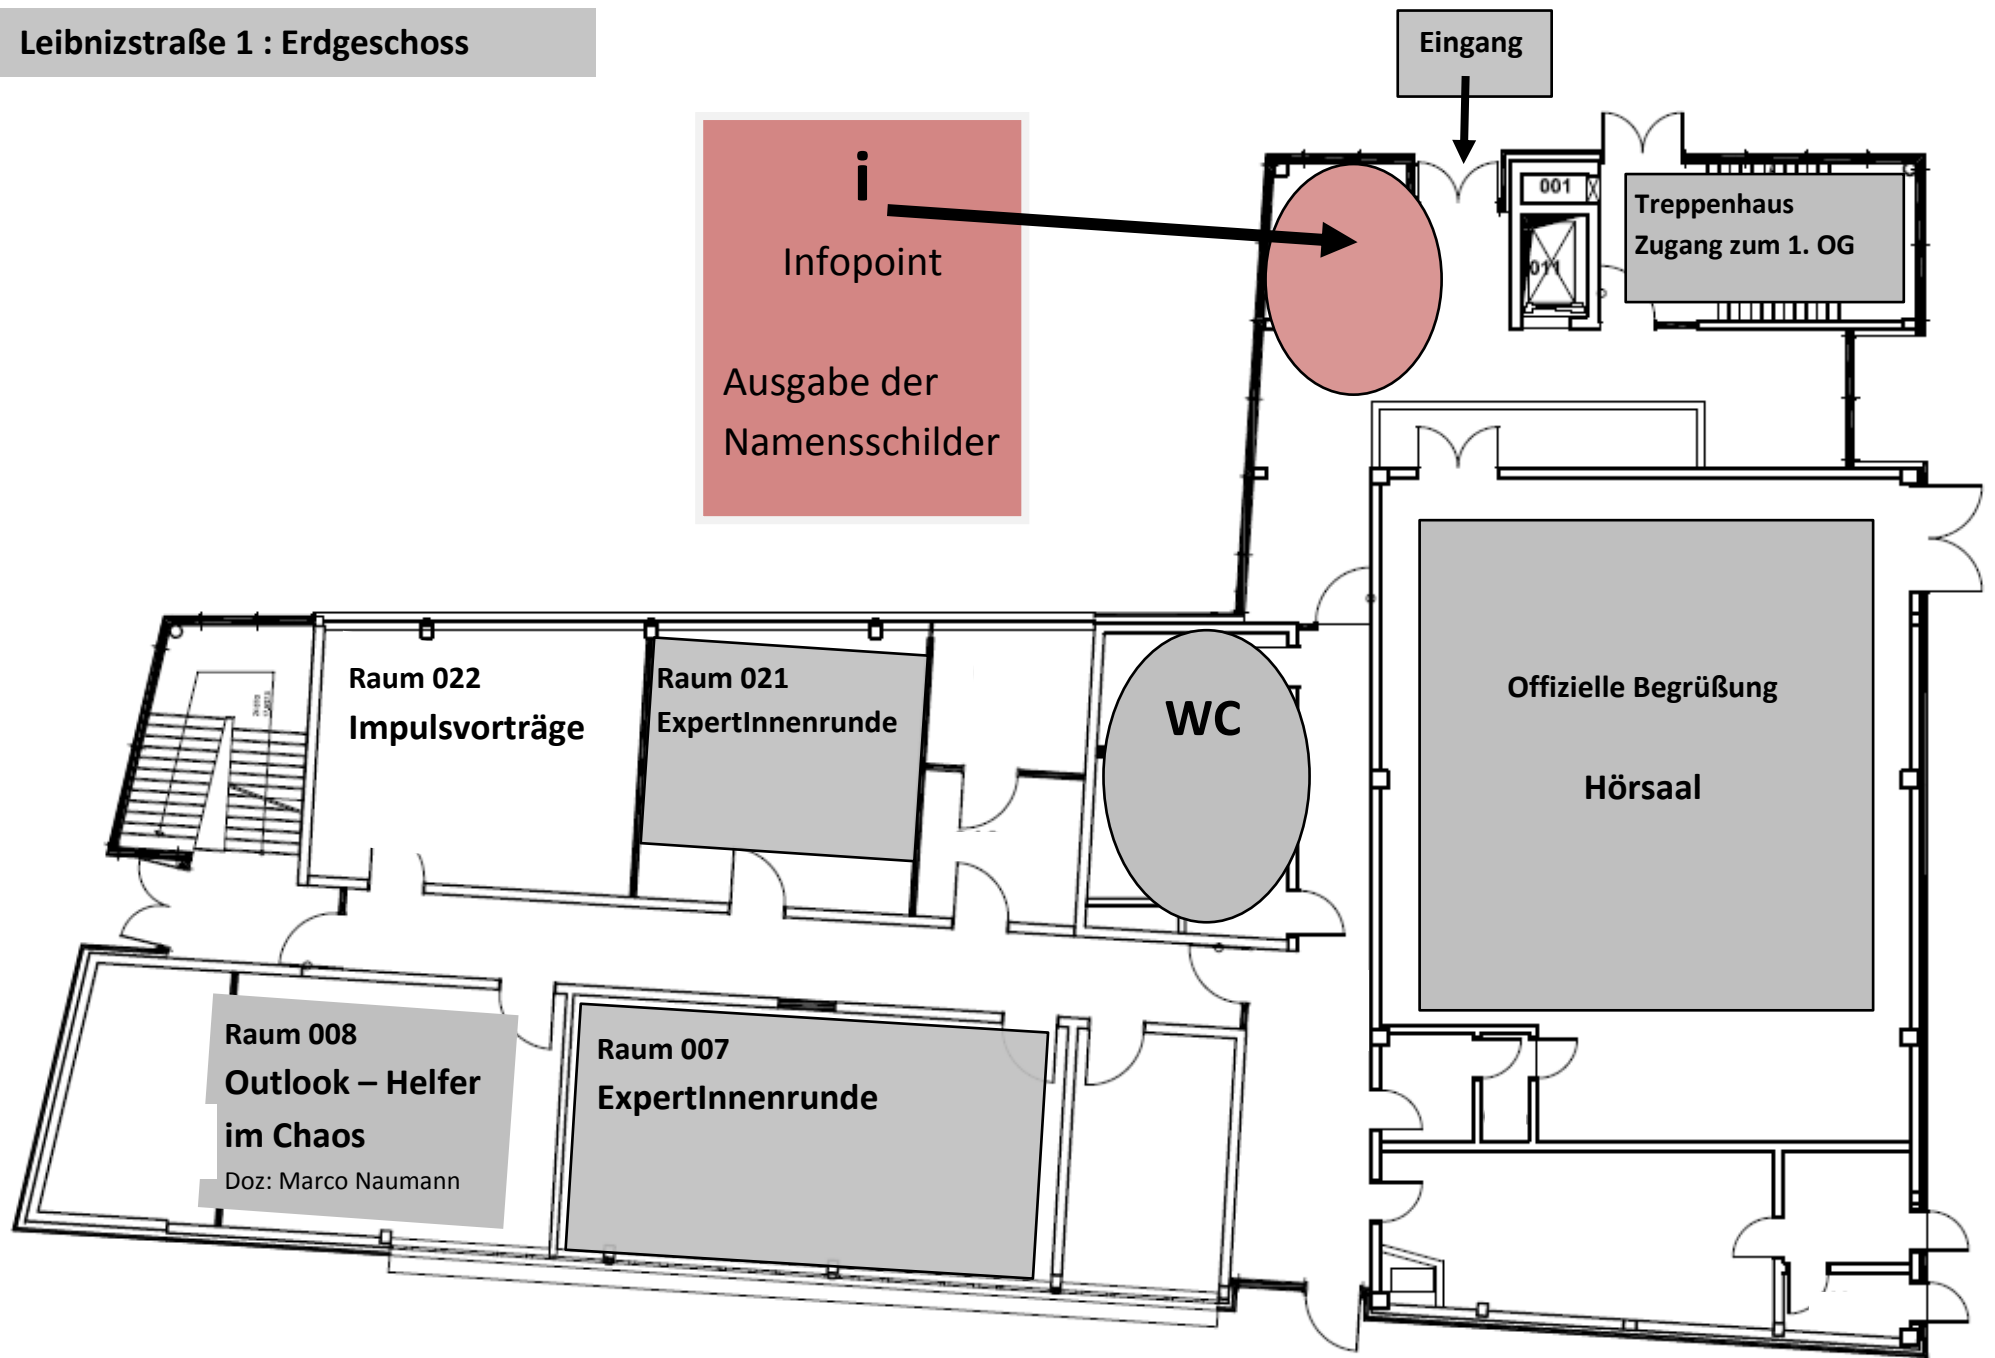 Leibnizstraße 1 : Erdgeschoss
Eingang
i
Infopoint
Ausgabe der
Namensschilder
001
011
Treppenhaus
Zugang zum 1. OG
Raum 022
Impulsvorträge
Raum 021
ExpertInnenrunde
WC
Offizielle Begrüßung
Hörsaal
Raum 008
Outlook – Helfer
im Chaos
Doz: Marco Naumann
Raum 007
ExpertInnenrunde